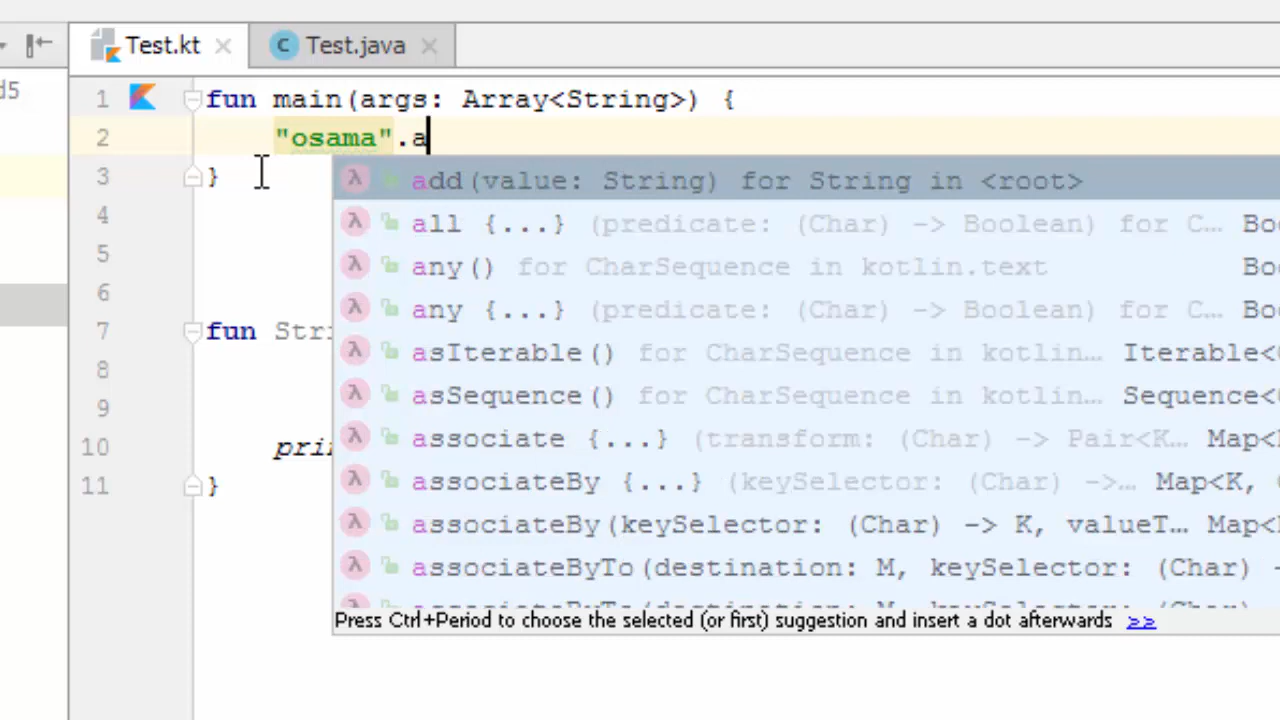 Test.kt
Test.java
d5
1 fun main(args: Array<String>) {
2 "osama".a
3 }
add(value: String) for String in <root>
4
all {...} (predicate: (Char) -> Boolean) for C… Boo
5
any() for CharSequence in kotlin.text Boo
6
any {...} (predicate: (Char) -> Boolean) for C… Boo
7 fun Stri
asIterable() for CharSequence in kotlin… Iterable<
8
asSequence() for CharSequence in kotlin… Sequence<
9
associate {...} (transform: (Char) -> Pair<K… Map<
10 prin
associateBy {...} (keySelector: (Char) ->… Map<K,
11 }
associateBy(keySelector: (Char) -> K, valueT… Map<
associateByTo(destination: M, keySelector: (Char) -
Press Ctrl+Period to choose the selected (or first) suggestion and insert a dot afterwards >>